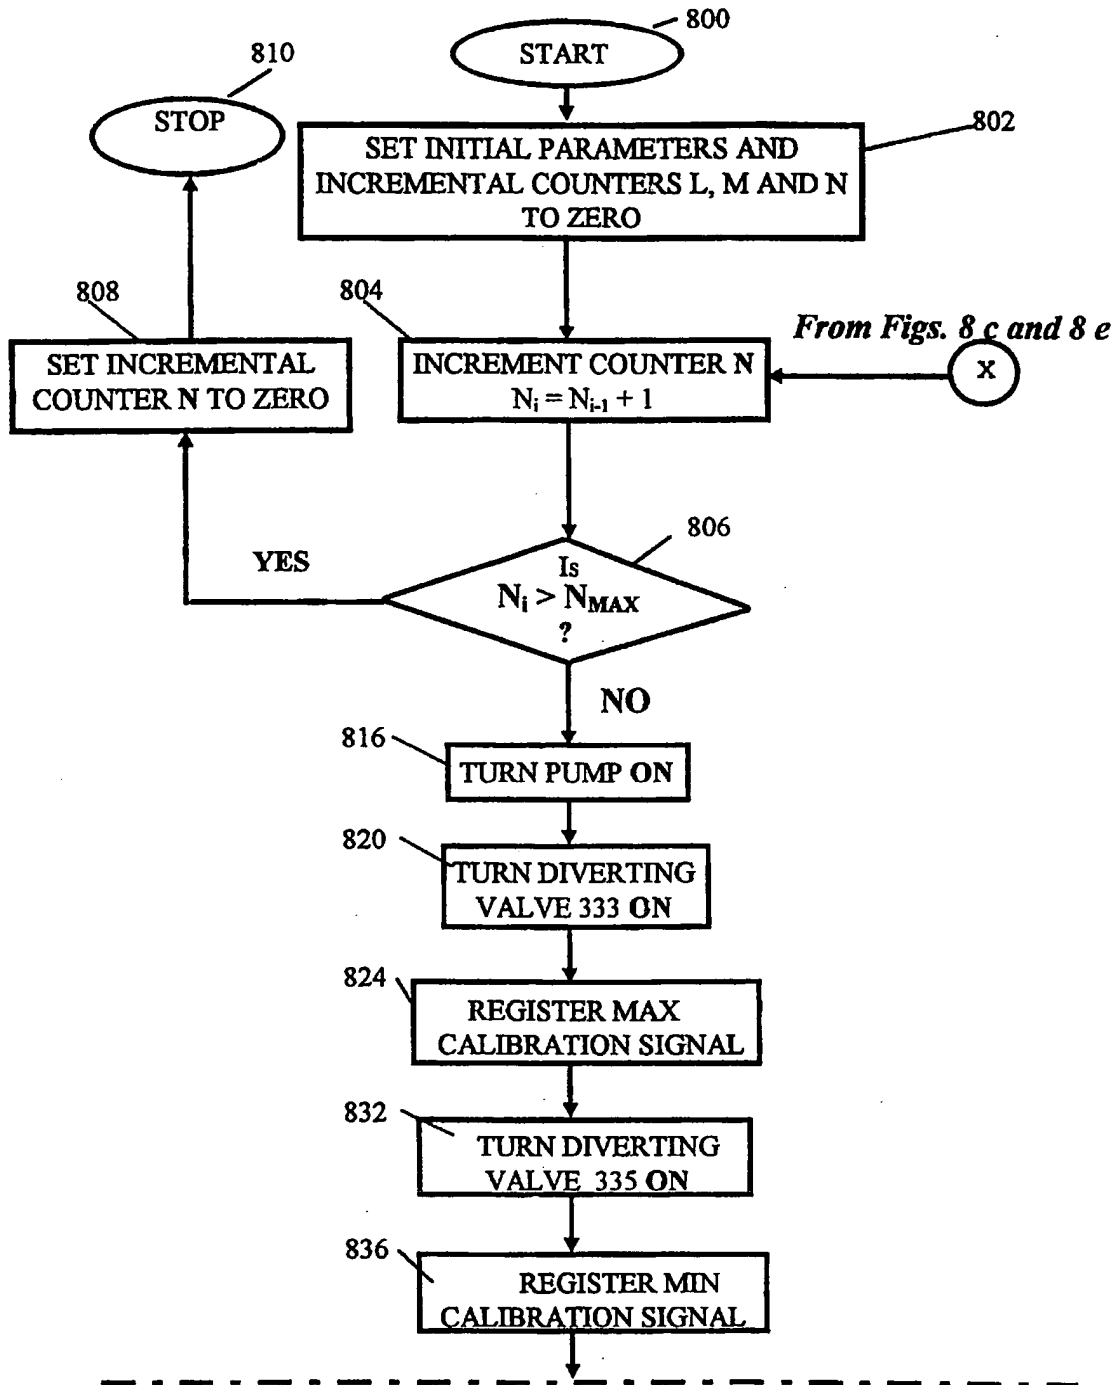 800
START
810
STOP
802
SET INITIAL PARAMETERS AND
INCREMENTAL COUNTERS L, M AND N
TO ZERO
808
SET INCREMENTAL
COUNTER N TO ZERO
804
INCREMENT COUNTER N
Nᵢ = Nᵢ₋₁ + 1
From Figs. 8 c and 8 e
X
806
Is
Nᵢ > N_MAX
?
YES
NO
816
TURN PUMP ON
820
TURN DIVERTING
VALVE 333 ON
824
REGISTER MAX
CALIBRATION SIGNAL
832
TURN DIVERTING
VALVE 335 ON
836
REGISTER MIN
CALIBRATION SIGNAL